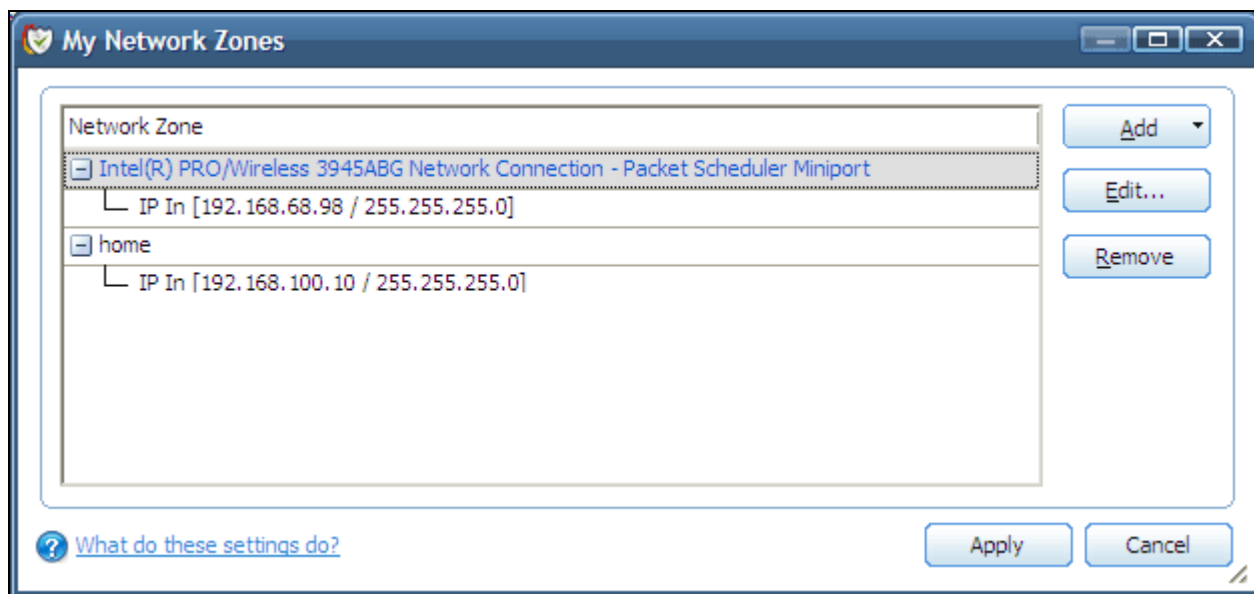 My Network Zones
Network Zone
Add
Intel(R) PRO/Wireless 3945ABG Network Connection - Packet Scheduler Miniport
IP In [192.168.68.98 / 255.255.255.0]
Edit...
home
Remove
IP In [192.168.100.10 / 255.255.255.0]
What do these settings do?
Apply
Cancel